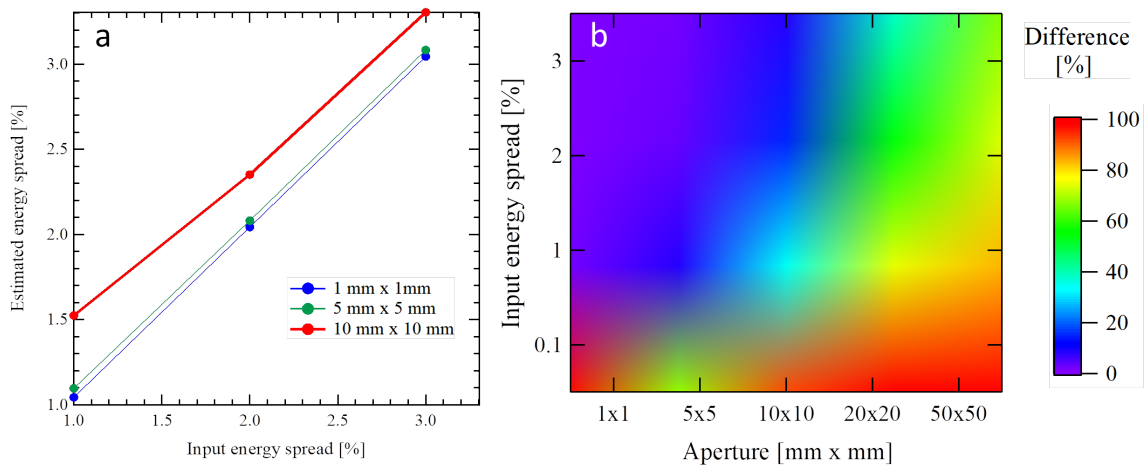 a
3.0
2.5
2.0
1.5
1.0
Estimated energy spread [%]
1.0
1.5
2.0
2.5
3.0
Input energy spread [%]
1 mm x 1mm
5 mm x 5 mm
10 mm x 10 mm
b
3
2
1
0.1
Input energy spread [%]
1x1
5x5
10x10
20x20
50x50
Aperture [mm x mm]
Difference
[%]
100
80
60
40
20
0